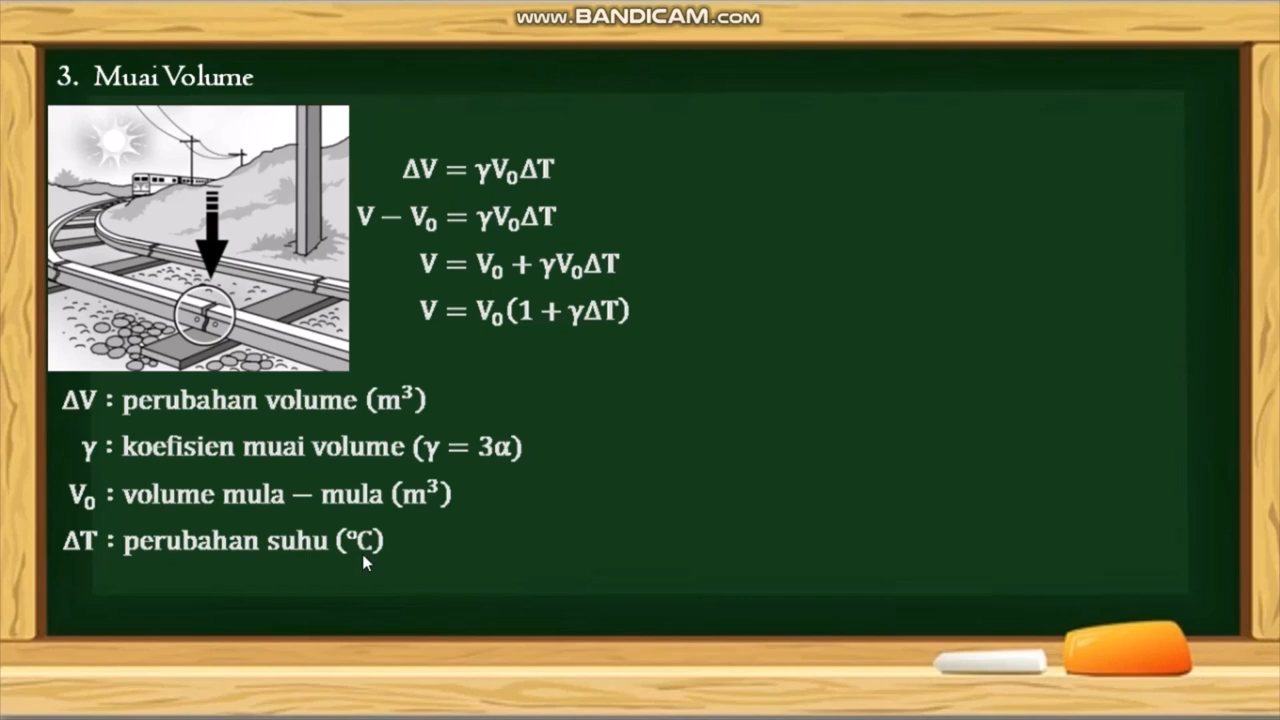 www.BANDICAM.com
3. Muai Volume
ΔV = γV₀ΔT
V − V₀ = γV₀ΔT
V = V₀ + γV₀ΔT
V = V₀(1 + γΔT)
ΔV : perubahan volume (m³)
γ : koefisien muai volume (γ = 3α)
V₀ : volume mula − mula (m³)
ΔT : perubahan suhu (°C)